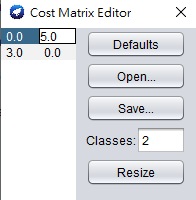 Cost Matrix Editor
0.0 5.0
3.0 0.0
Defaults
Open...
Save...
Classes: 2
Resize